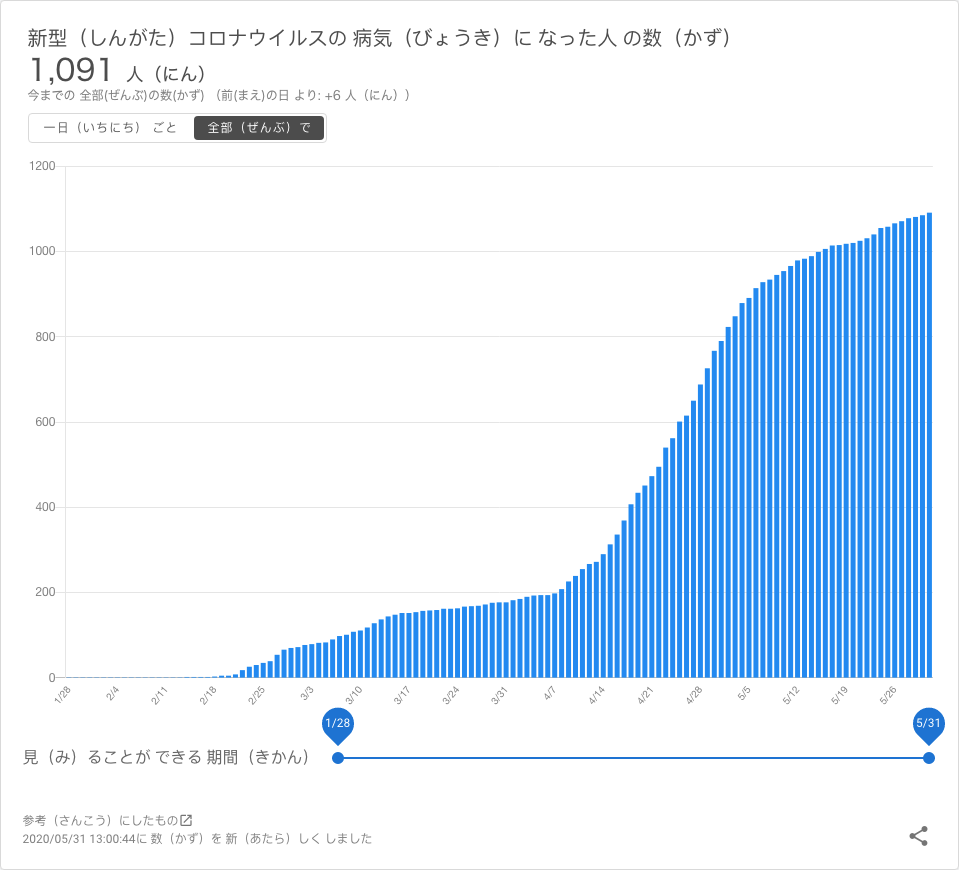 新型（しんがた）コロナウイルスの 病気（びょうき）に なった人 の数（かず）
1,091 人（にん）
今までの 全部(ぜんぶ)の数(かず) （前(まえ)の日 より: +6 人（にん））
一日（いちにち） ごと 全部（ぜんぶ）で
1200
1000
800
600
400
200
0
1/28 2/4 2/11 2/18 2/25 3/3 3/10 3/17 3/24 3/31 4/7 4/14 4/21 4/28 5/5 5/12 5/19 5/26
1/28 5/31
見（み）ることが できる 期間（きかん）
参考（さんこう）にしたもの
2020/05/31 13:00:44に 数（かず）を 新（あたら）しく しました